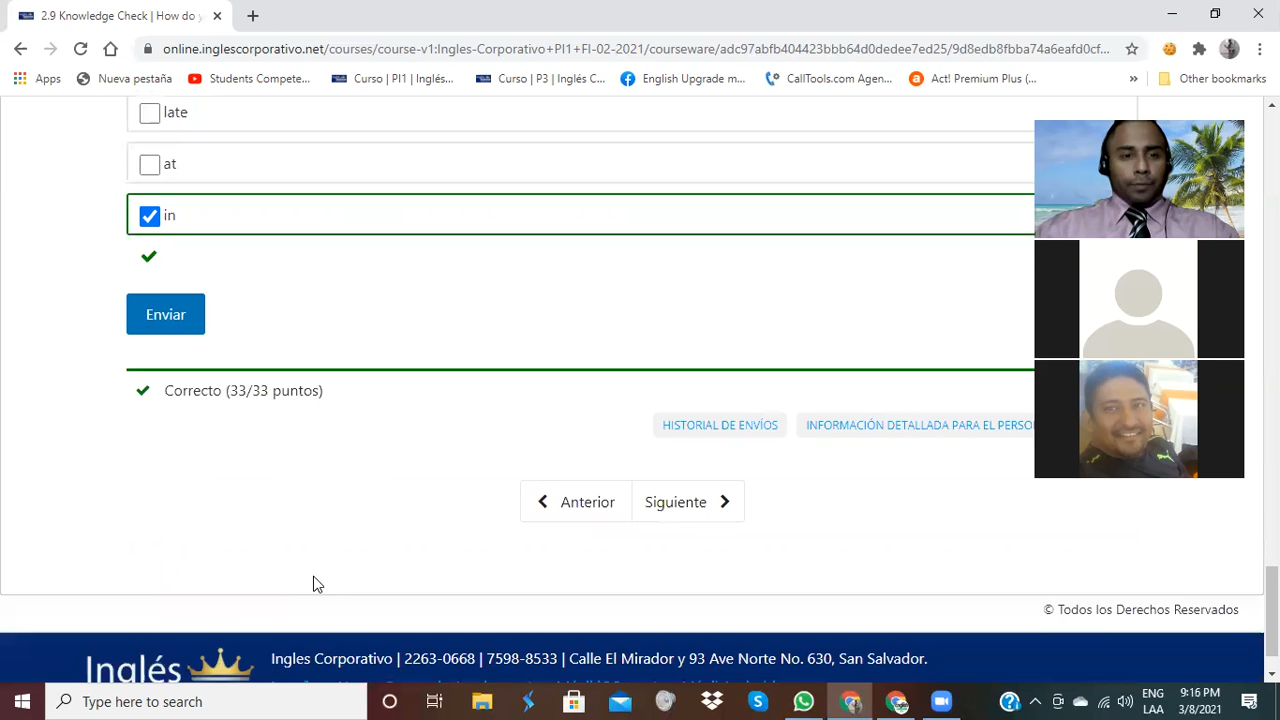 2.9 Knowledge Check | How do y
online.inglescorporativo.net/courses/course-v1:Ingles-Corporativo+PI1+FI-02-2021/courseware/adc97abfb404423bbb64d0dedee7ed25/9d8edb8fbba74a6eafd0cf...
Apps Nueva pestaña Students Compete... Curso | PI1 | Inglés... Curso | P3 | Inglés C... English Upgrade m... CallTools.com Agen... Act! Premium Plus (... » Other bookmarks
late
at
in
Enviar
Correcto (33/33 puntos)
HISTORIAL DE ENVÍOS INFORMACIÓN DETALLADA PARA EL PERSO
Anterior Siguiente
© Todos los Derechos Reservados
Inglés Ingles Corporativo | 2263-0668 | 7598-8533 | Calle El Mirador y 93 Ave Norte No. 630, San Salvador.
Type here to search
ENG 9:16 PM
LAA 3/8/2021